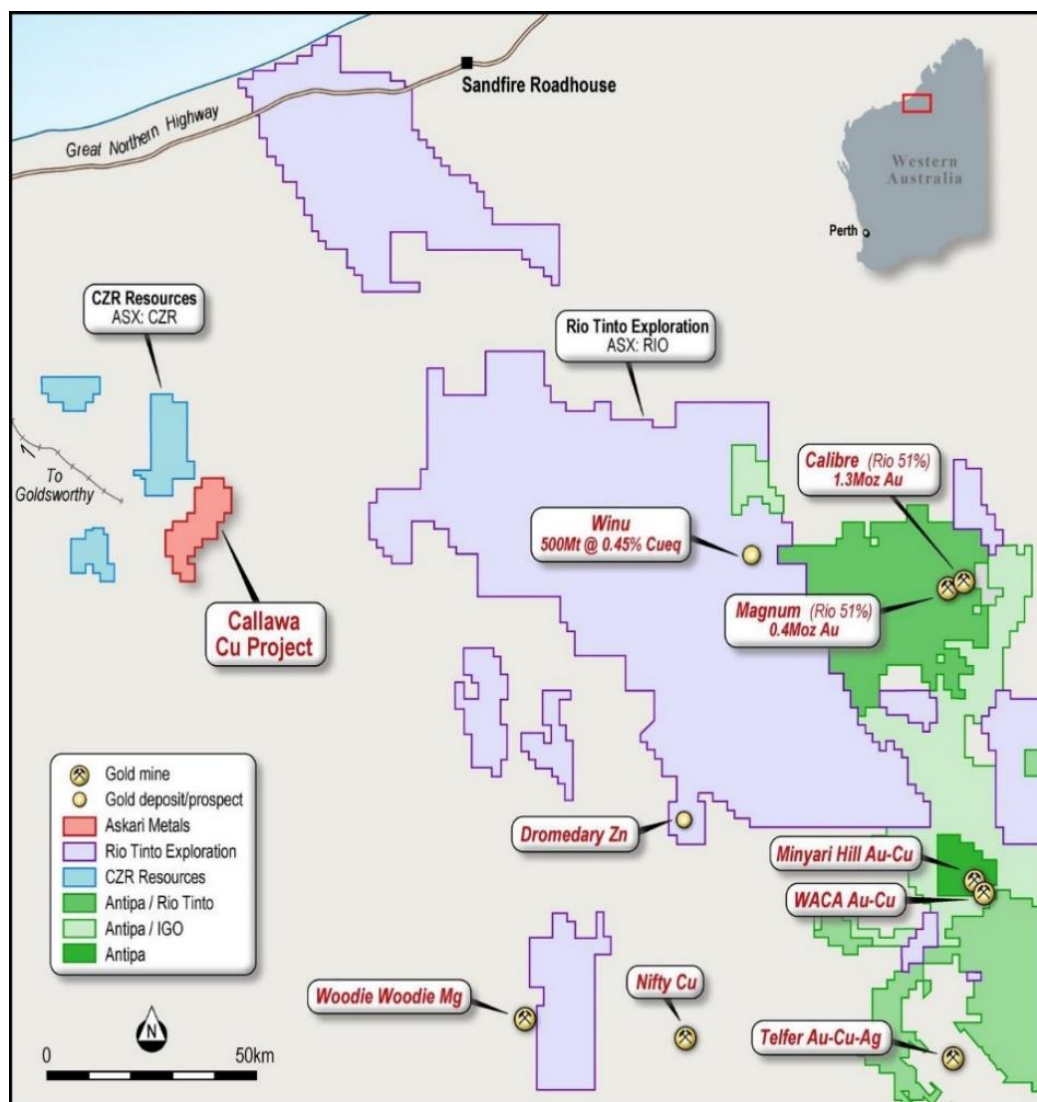 Sandfire Roadhouse
Great Northern Highway
Western
Australia
Perth
CZR Resources
ASX: CZR
Rio Tinto Exploration
ASX: RIO
To
Goldsworthy
Calibre (Rio 51%)
1.3Moz Au
Winu
500Mt @ 0.45% Cueq
Magnum (Rio 51%)
0.4Moz Au
Callawa
Cu Project
Gold mine
Gold deposit/prospect
Askari Metals
Rio Tinto Exploration
CZR Resources
Antipa / Rio Tinto
Antipa / IGO
Antipa
Dromedary Zn
Minyari Hill Au-Cu
WACA Au-Cu
Woodie Woodie Mg
Nifty Cu
Telfer Au-Cu-Ag
N
0 50km